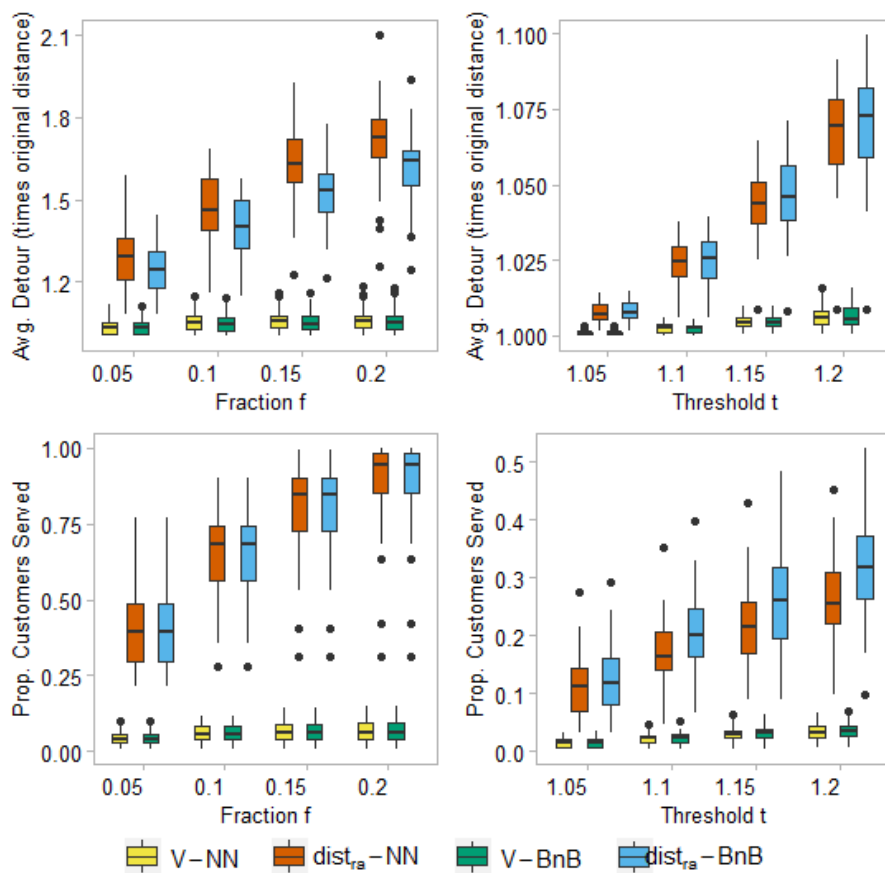 Avg. Detour (times original distance)
2.1
1.8
1.5
1.2
0.05 0.1 0.15 0.2
Fraction f
Avg. Detour (times original distance)
1.100
1.075
1.050
1.025
1.000
1.05 1.1 1.15 1.2
Threshold t
Prop. Customers Served
1.00
0.75
0.50
0.25
0.00
0.05 0.1 0.15 0.2
Fraction f
Prop. Customers Served
0.5
0.4
0.3
0.2
0.1
0.0
1.05 1.1 1.15 1.2
Threshold t
V−NN dist_ra−NN V−BnB dist_ra−BnB